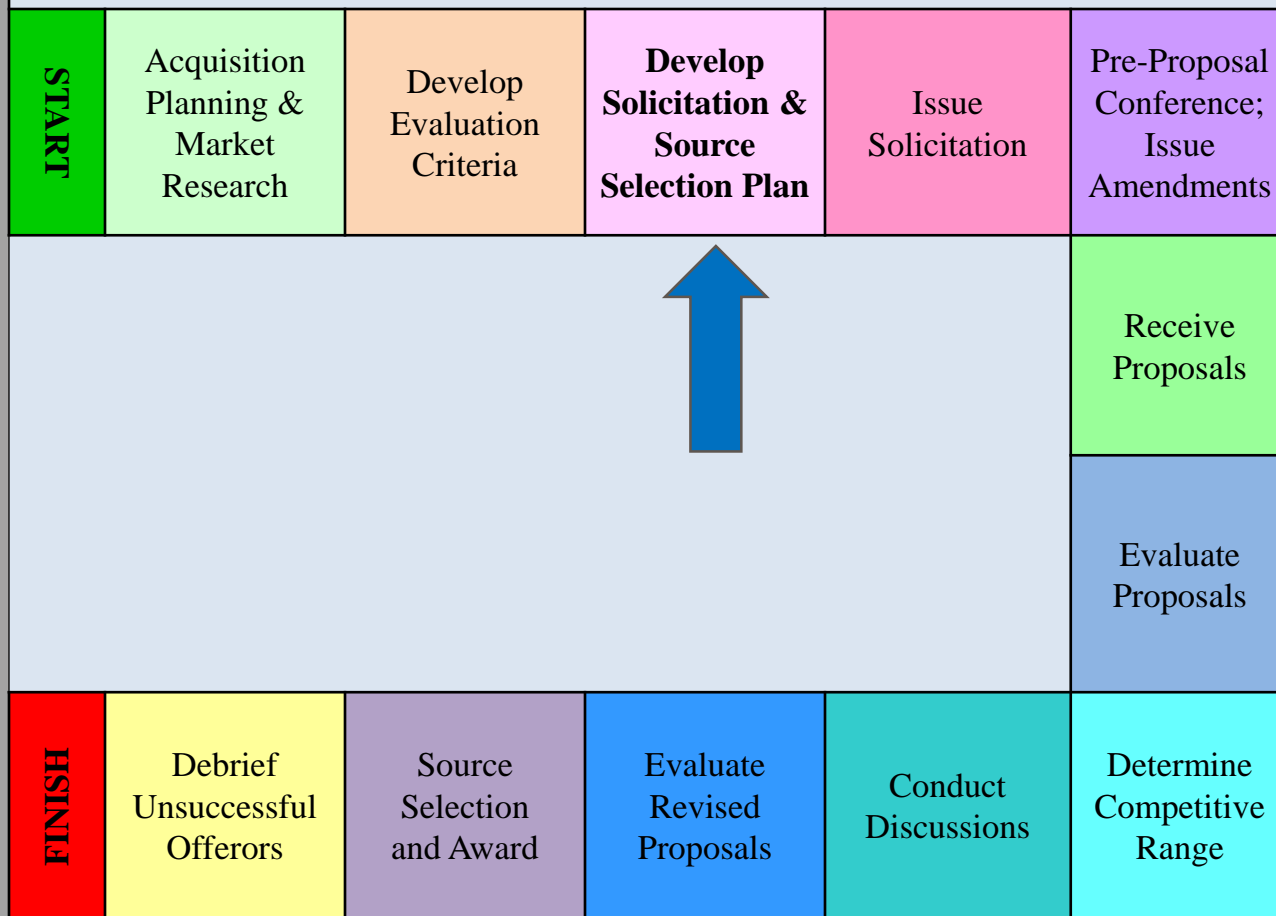 START
Acquisition
Planning &
Market
Research
Develop
Evaluation
Criteria
Develop
Solicitation &
Source
Selection Plan
Issue
Solicitation
Pre-Proposal
Conference;
Issue
Amendments
Receive
Proposals
Evaluate
Proposals
FINISH
Debrief
Unsuccessful
Offerors
Source
Selection
and Award
Evaluate
Revised
Proposals
Conduct
Discussions
Determine
Competitive
Range